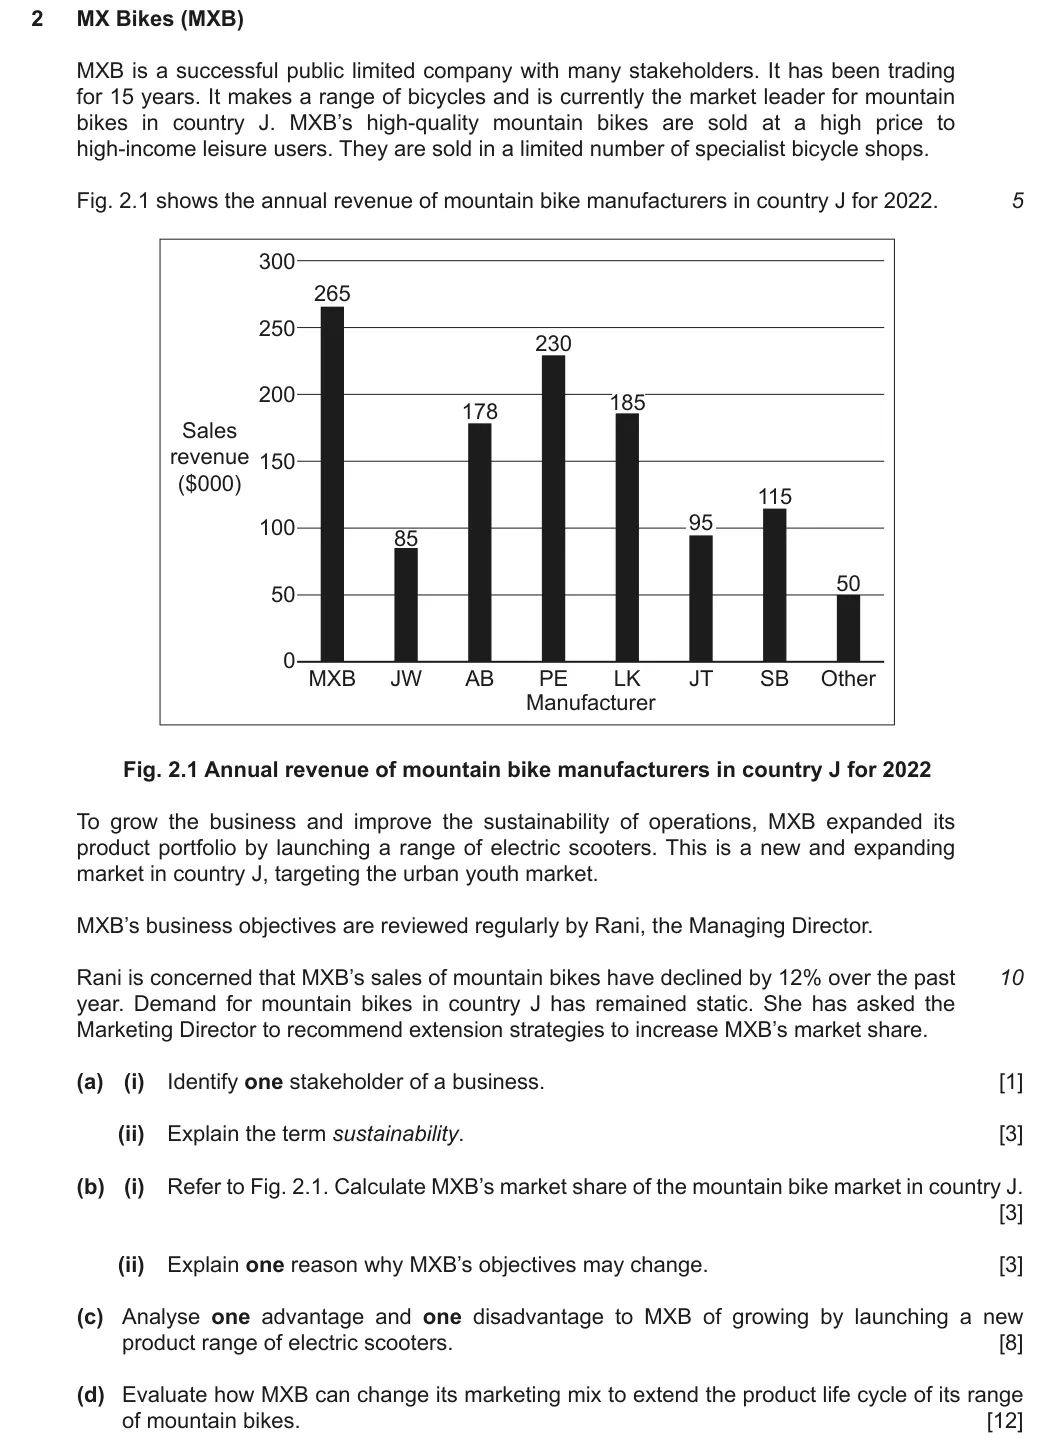 2 MX Bikes (MXB)
MXB is a successful public limited company with many stakeholders. It has been trading
for 15 years. It makes a range of bicycles and is currently the market leader for mountain
bikes in country J. MXB’s high-quality mountain bikes are sold at a high price to
high-income leisure users. They are sold in a limited number of specialist bicycle shops.
Fig. 2.1 shows the annual revenue of mountain bike manufacturers in country J for 2022. 5
300
265
250
230
200
185
178
Sales
revenue
($000)
150
115
100
95
85
50
50
0
MXB JW AB PE LK JT SB Other
Manufacturer
Fig. 2.1 Annual revenue of mountain bike manufacturers in country J for 2022
To grow the business and improve the sustainability of operations, MXB expanded its
product portfolio by launching a range of electric scooters. This is a new and expanding
market in country J, targeting the urban youth market.
MXB’s business objectives are reviewed regularly by Rani, the Managing Director.
Rani is concerned that MXB’s sales of mountain bikes have declined by 12% over the past 10
year. Demand for mountain bikes in country J has remained static. She has asked the
Marketing Director to recommend extension strategies to increase MXB’s market share.
(a) (i) Identify one stakeholder of a business. [1]
(ii) Explain the term sustainability. [3]
(b) (i) Refer to Fig. 2.1. Calculate MXB’s market share of the mountain bike market in country J.
[3]
(ii) Explain one reason why MXB’s objectives may change. [3]
(c) Analyse one advantage and one disadvantage to MXB of growing by launching a new
product range of electric scooters. [8]
(d) Evaluate how MXB can change its marketing mix to extend the product life cycle of its range
of mountain bikes. [12]